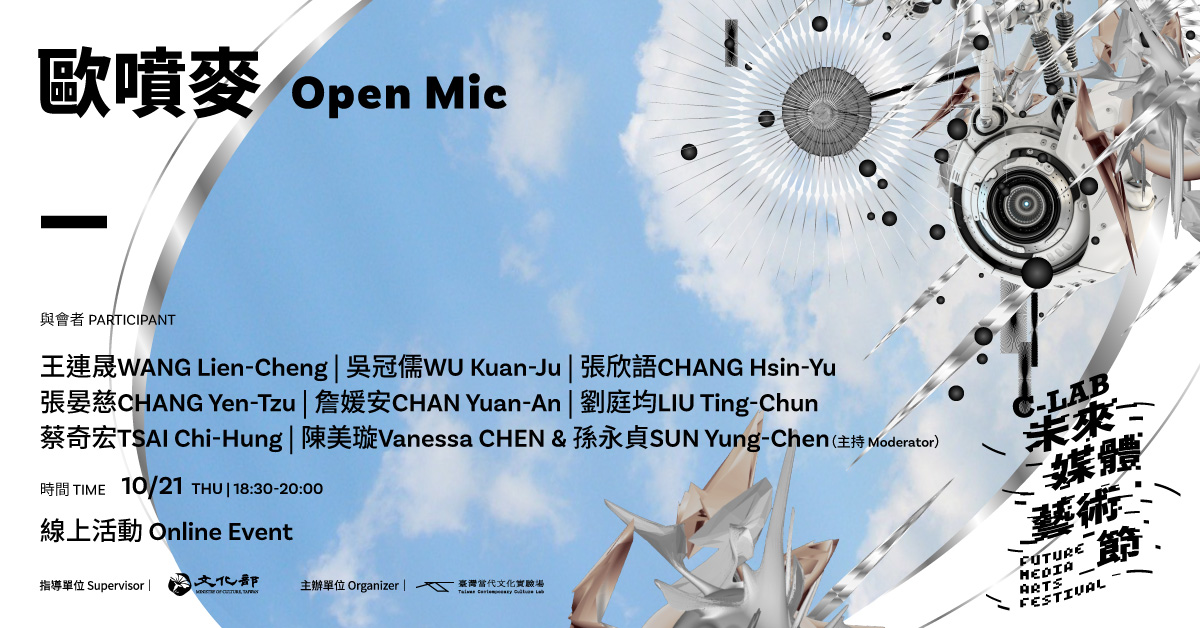 歐噴麥 Open Mic
與會者 PARTICIPANT
王連晟WANG Lien-Cheng | 吳冠儒WU Kuan-Ju | 張欣語CHANG Hsin-Yu
張晏慈CHANG Yen-Tzu | 詹媛安CHAN Yuan-An | 劉庭均LIU Ting-Chun
蔡奇宏TSAI Chi-Hung | 陳美璇Vanessa CHEN & 孫永貞SUN Yung-Chen（主持 Moderator）
時間 TIME 10/21 THU | 18:30-20:00
線上活動 Online Event
指導單位 Supervisor |
文化部
MINISTRY OF CULTURE, TAIWAN
主辦單位 Organizer |
臺灣當代文化實驗場
Taiwan Contemporary Culture Lab
C-LAB
未來
媒體
藝術
節
FUTURE
MEDIA
ARTS
FESTIVAL